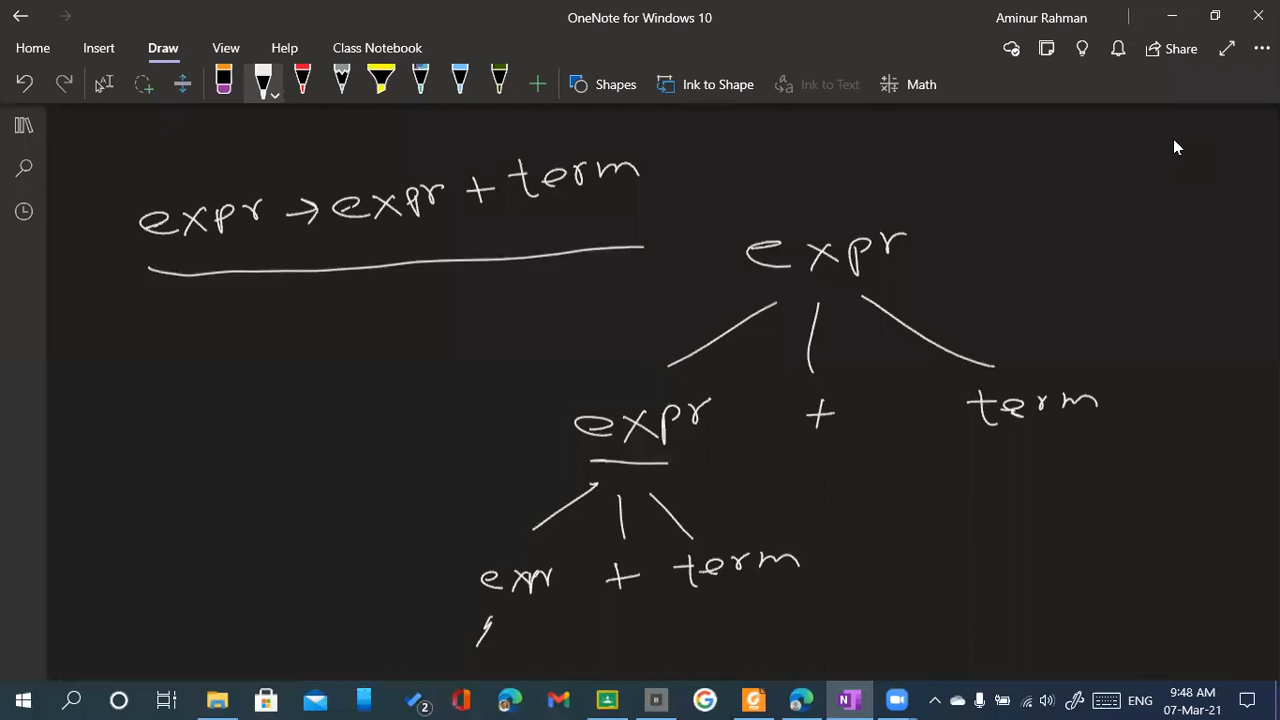 OneNote for Windows 10
Aminur Rahman
Home Insert Draw View Help Class Notebook
Share
Shapes Ink to Shape Ink to Text Math
expr → expr + term
expr
expr + term
expr + term
2
9:48 AM
ENG
07-Mar-21